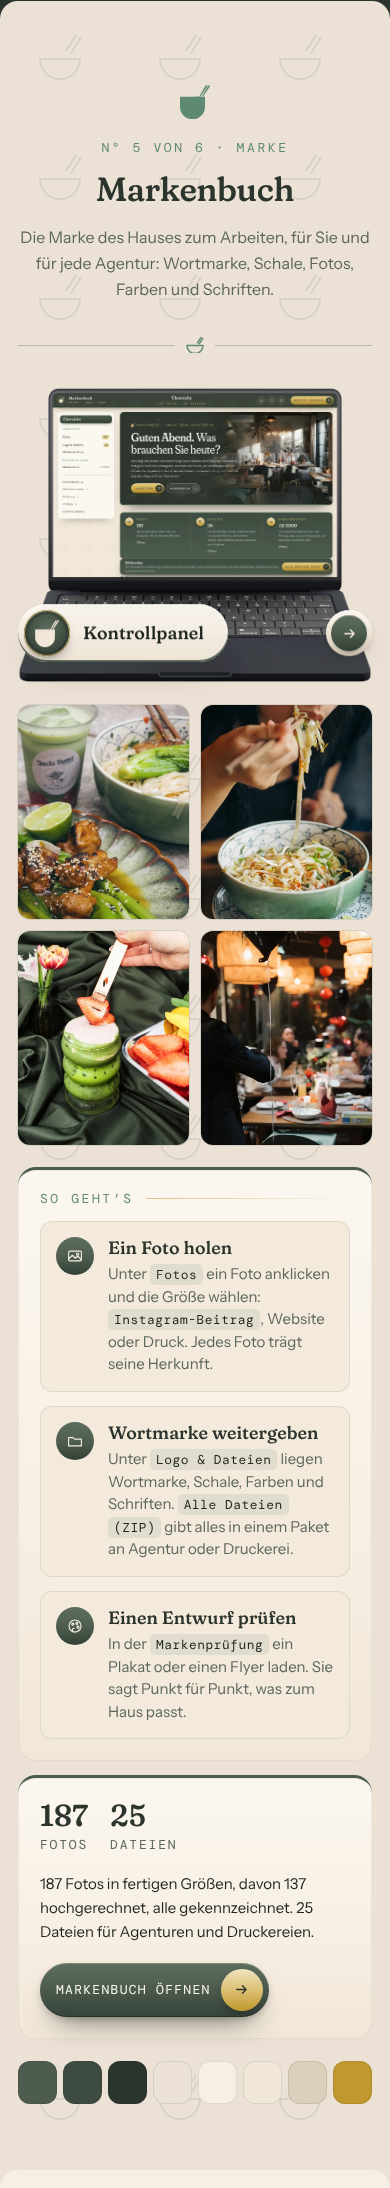 N° 5 VON 6 · MARKE
Markenbuch
Die Marke des Hauses zum Arbeiten, für Sie und
für jede Agentur: Wortmarke, Schale, Fotos,
Farben und Schriften.
Markenbuch
Übersicht
Guten Abend. Was
brauchen Sie heute?
Kontrollpanel
SO GEHT'S
Ein Foto holen
Unter Fotos ein Foto anklicken
und die Größe wählen:
Instagram-Beitrag, Website
oder Druck. Jedes Foto trägt
seine Herkunft.
Wortmarke weitergeben
Unter Logo & Dateien liegen
Wortmarke, Schale, Farben und
Schriften. Alle Dateien
(ZIP) gibt alles in einem Paket
an Agentur oder Druckerei.
Einen Entwurf prüfen
In der Markenprüfung ein
Plakat oder einen Flyer laden. Sie
sagt Punkt für Punkt, was zum
Haus passt.
187 25
FOTOS DATEIEN
187 Fotos in fertigen Größen, davon 137
hochgerechnet, alle gekennzeichnet. 25
Dateien für Agenturen und Druckereien.
MARKENBUCH ÖFFNEN